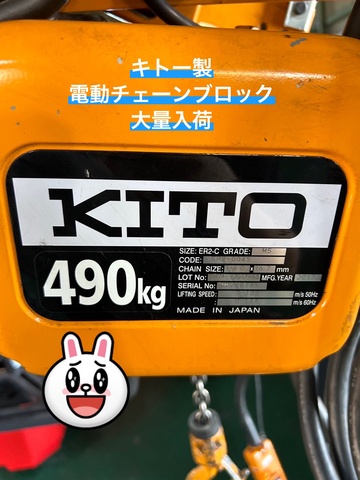 キトー製
電動チェーンブロック
大量入荷
KITO
490kg
SIZE: ER2-C GRADE:
CODE:
CHAIN SIZE mm
LOT No: MFG.YEAR
SERIAL No:
LIFTING SPEED: m/s 50Hz
m/s 60Hz
MADE IN JAPAN